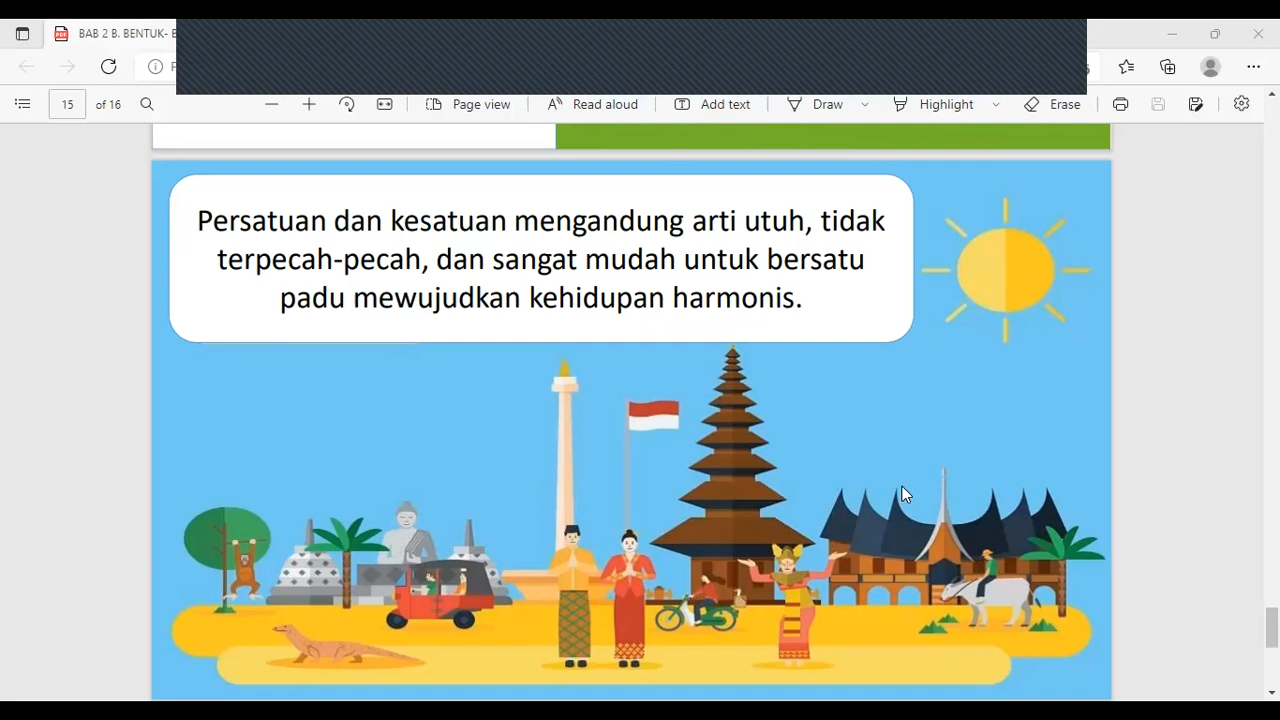 BAB 2 B. BENTUK- B
15 of 16
Page view
Read aloud
Add text
Draw
Highlight
Erase
Persatuan dan kesatuan mengandung arti utuh, tidak
terpecah-pecah, dan sangat mudah untuk bersatu
padu mewujudkan kehidupan harmonis.